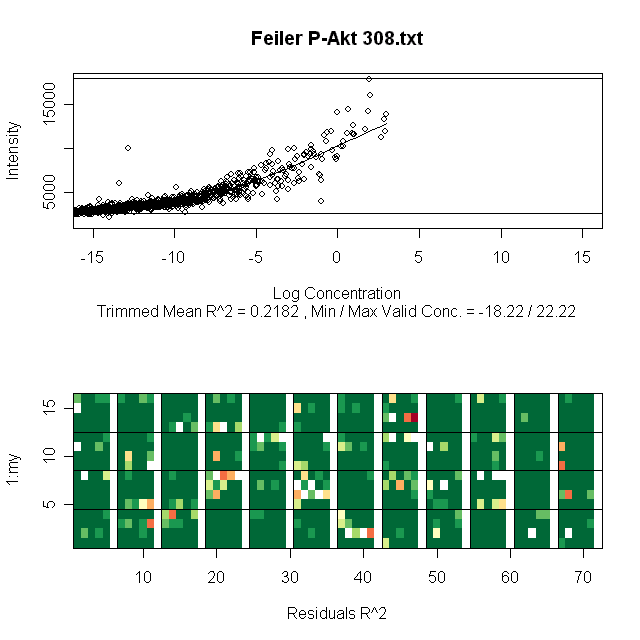 Feiler P-Akt 308.txt
15000
5000
Intensity
-15 -10 -5 0 5 10 15
Log Concentration
Trimmed Mean R^2 = 0.2182 , Min / Max Valid Conc. = -18.22 / 22.22
15
10
5
1:my
10 20 30 40 50 60 70
Residuals R^2